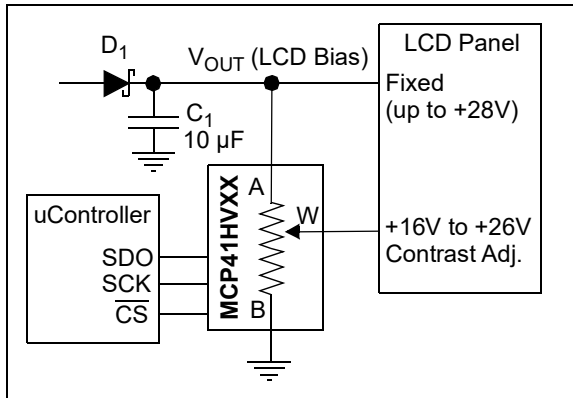 D1
VOUT (LCD Bias)
LCD Panel
Fixed
(up to +28V)
C1
10 µF
uController
SDO
SCK
CS
MCP41HVXX
A
W
B
+16V to +26V
Contrast Adj.